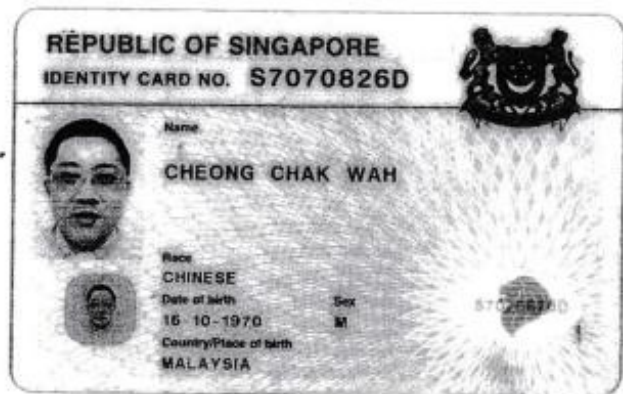 REPUBLIC OF SINGAPORE
IDENTITY CARD NO. S7070826D
Name
CHEONG CHAK WAH
Race
CHINESE
Date of birth Sex
16-10-1970 M
Country/Place of birth
MALAYSIA